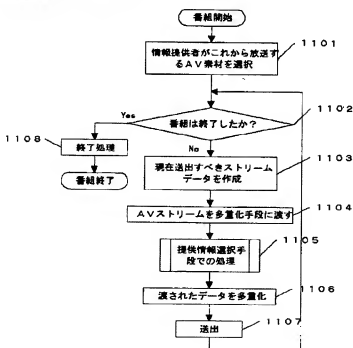 番組開始
情報提供者がこれから放送す
るAV素材を選択
1101
番組は終了したか？
1102
Yes
No
1108
終了処理
番組終了
現在送出すべきストリーム
データを作成
1103
AVストリームを多重化手段に渡す
1104
提供情報選択手
段での処理
1105
渡されたデータを多重化
1106
送出
1107